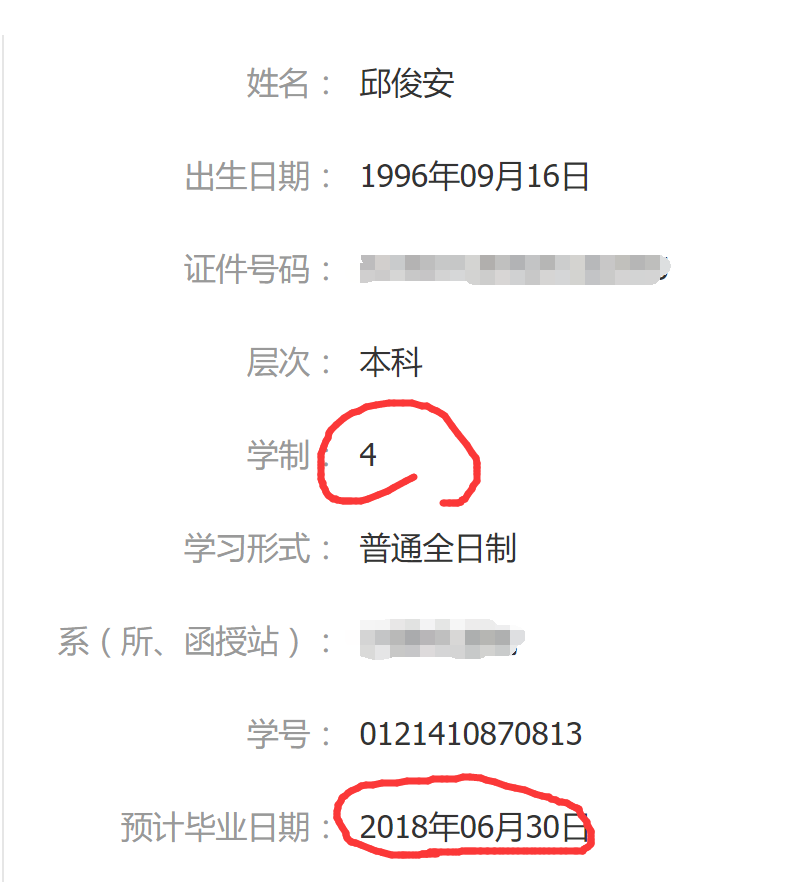 姓名： 邱俊安
出生日期： 1996年09月16日
证件号码：
层次： 本科
学制： 4
学习形式： 普通全日制
系（所、函授站）：
学号： 0121410870813
预计毕业日期： 2018年06月30日